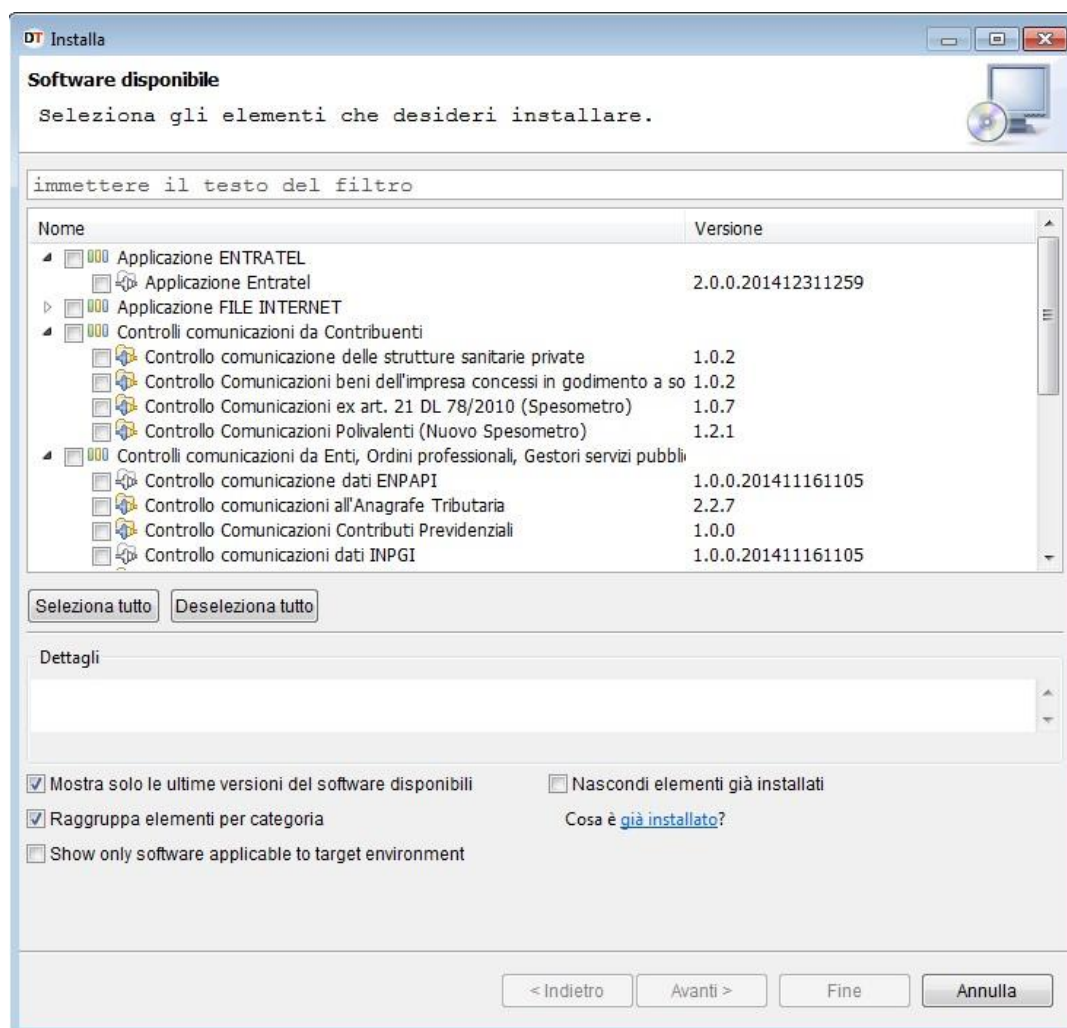 DT Installa
Software disponibile
Seleziona gli elementi che desideri installare.
immettere il testo del filtro
Nome Versione
Applicazione ENTRATEL
Applicazione Entratel 2.0.0.201412311259
Applicazione FILE INTERNET
Controlli comunicazioni da Contribuenti
Controllo comunicazione delle strutture sanitarie private 1.0.2
Controllo Comunicazioni beni dell'impresa concessi in godimento a so 1.0.2
Controllo Comunicazioni ex art. 21 DL 78/2010 (Spesometro) 1.0.7
Controllo Comunicazioni Polivalenti (Nuovo Spesometro) 1.2.1
Controlli comunicazioni da Enti, Ordini professionali, Gestori servizi pubbli
Controllo comunicazione dati ENPAPI 1.0.0.201411161105
Controllo comunicazioni all'Anagrafe Tributaria 2.2.7
Controllo Comunicazioni Contributi Previdenziali 1.0.0
Controllo comunicazioni dati INPGI 1.0.0.201411161105
Seleziona tutto Deseleziona tutto
Dettagli
Mostra solo le ultime versioni del software disponibili Nascondi elementi già installati
Raggruppa elementi per categoria Cosa è già installato?
Show only software applicable to target environment
< Indietro Avanti > Fine Annulla